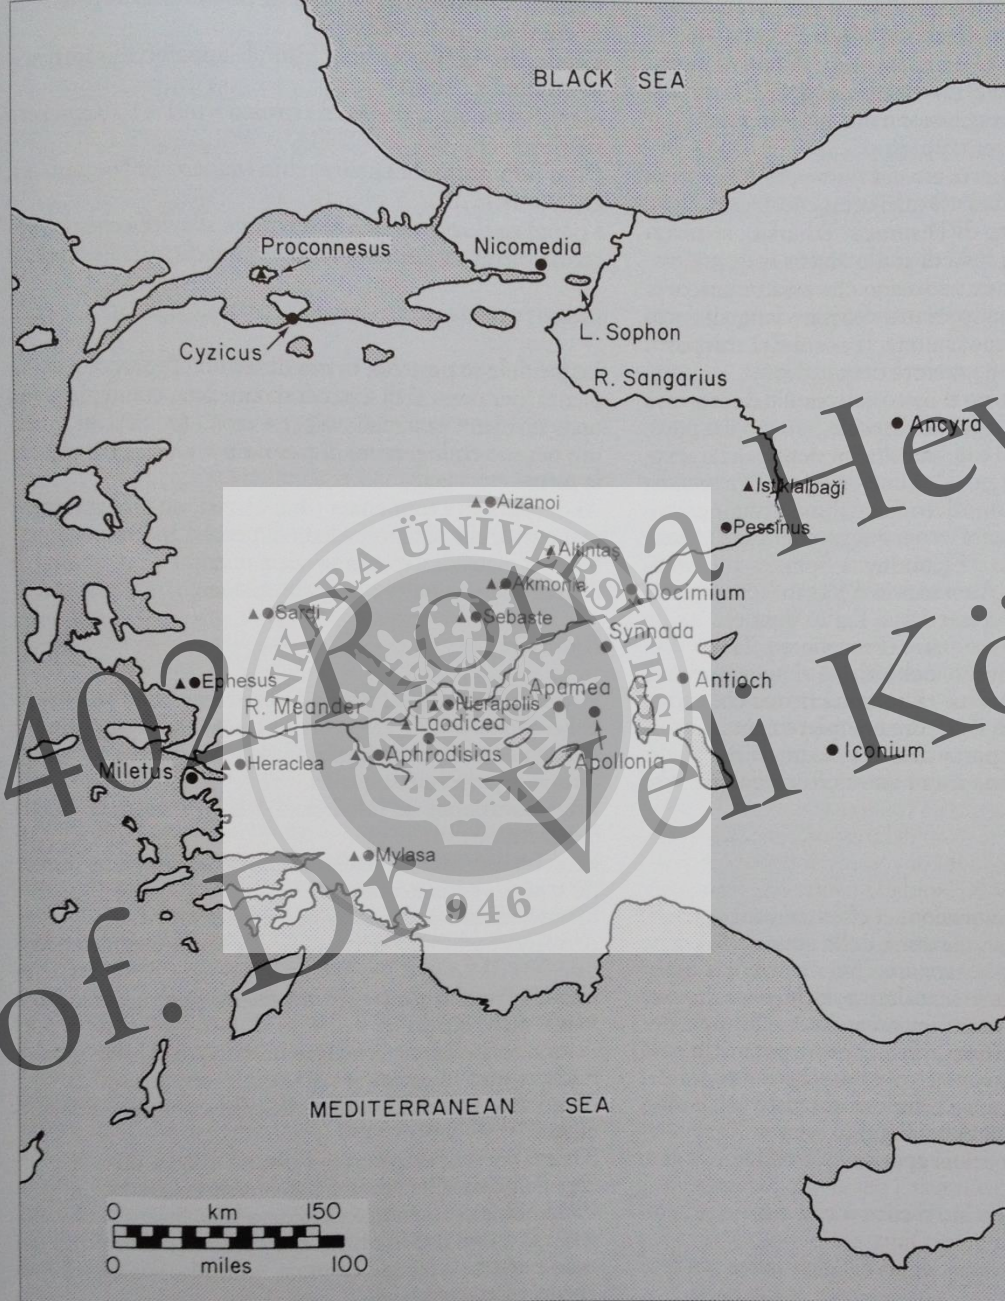 BLACK SEA
Proconnesus
Nicomedia
L. Sophon
Cyzicus
R. Sangarius
Ancyra
Istiklalbaği
Aizanoi
Pessinus
ANKARA ÜNİVERSİTESİ
Altintaş
Akmonia
Docimium
Sardi
Sebaste
Synnada
Ephesus
Antioch
Apamea
R. Meander
Hierapolis
Laodicea
Iconium
Aphrodisias
Apollonia
Heraclea
Miletus
Mylasa
1946
402 Roma Hey
of. Dr. Veli Kö
MEDITERRANEAN SEA
0 km 150
0 miles 100